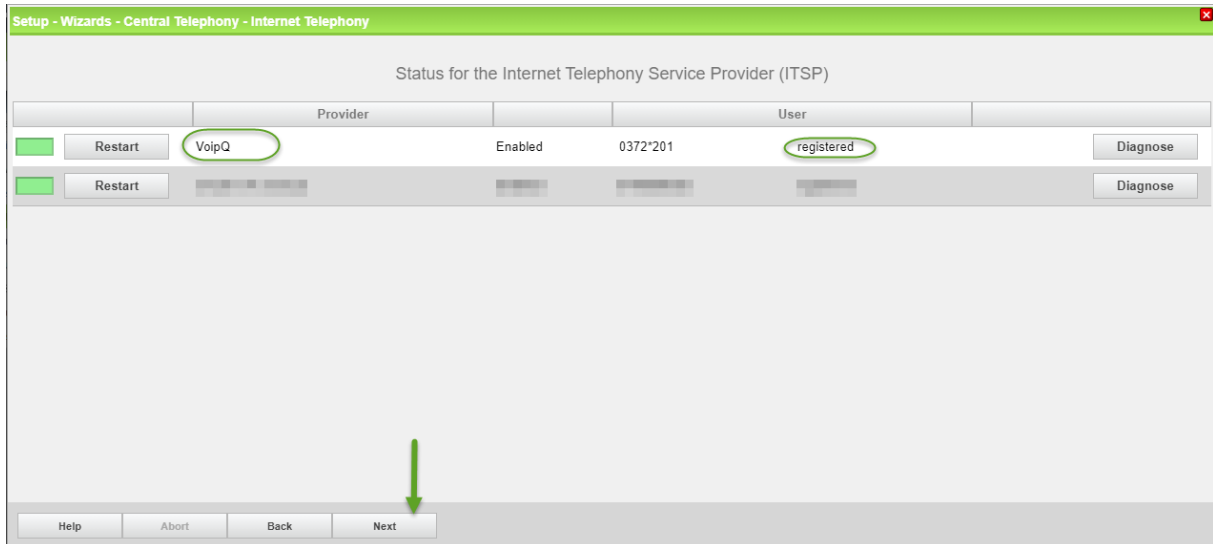 Setup - Wizards - Central Telephony - Internet Telephony
Status for the Internet Telephony Service Provider (ITSP)
Provider User
Restart VoipQ Enabled 0372*201 registered Diagnose
Restart Diagnose
Help Abort Back Next